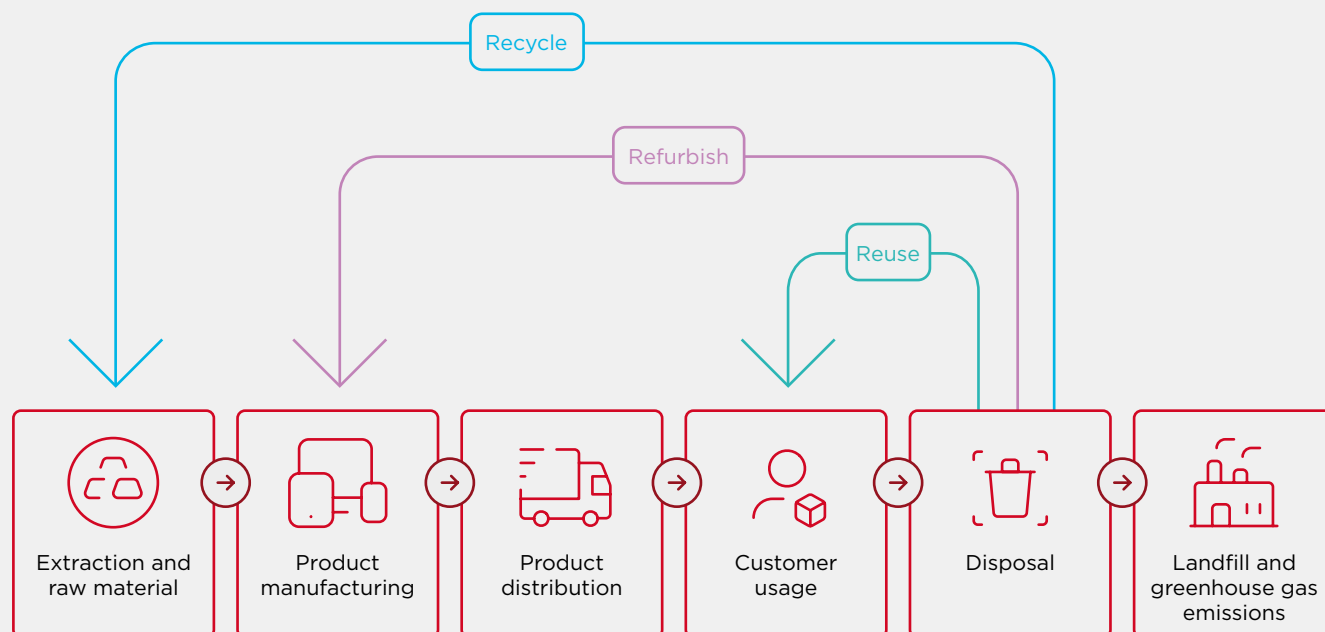 Recycle
Refurbish
Reuse
Extraction and
raw material
Product
manufacturing
Product
distribution
Customer
usage
Disposal
Landfill and
greenhouse gas
emissions